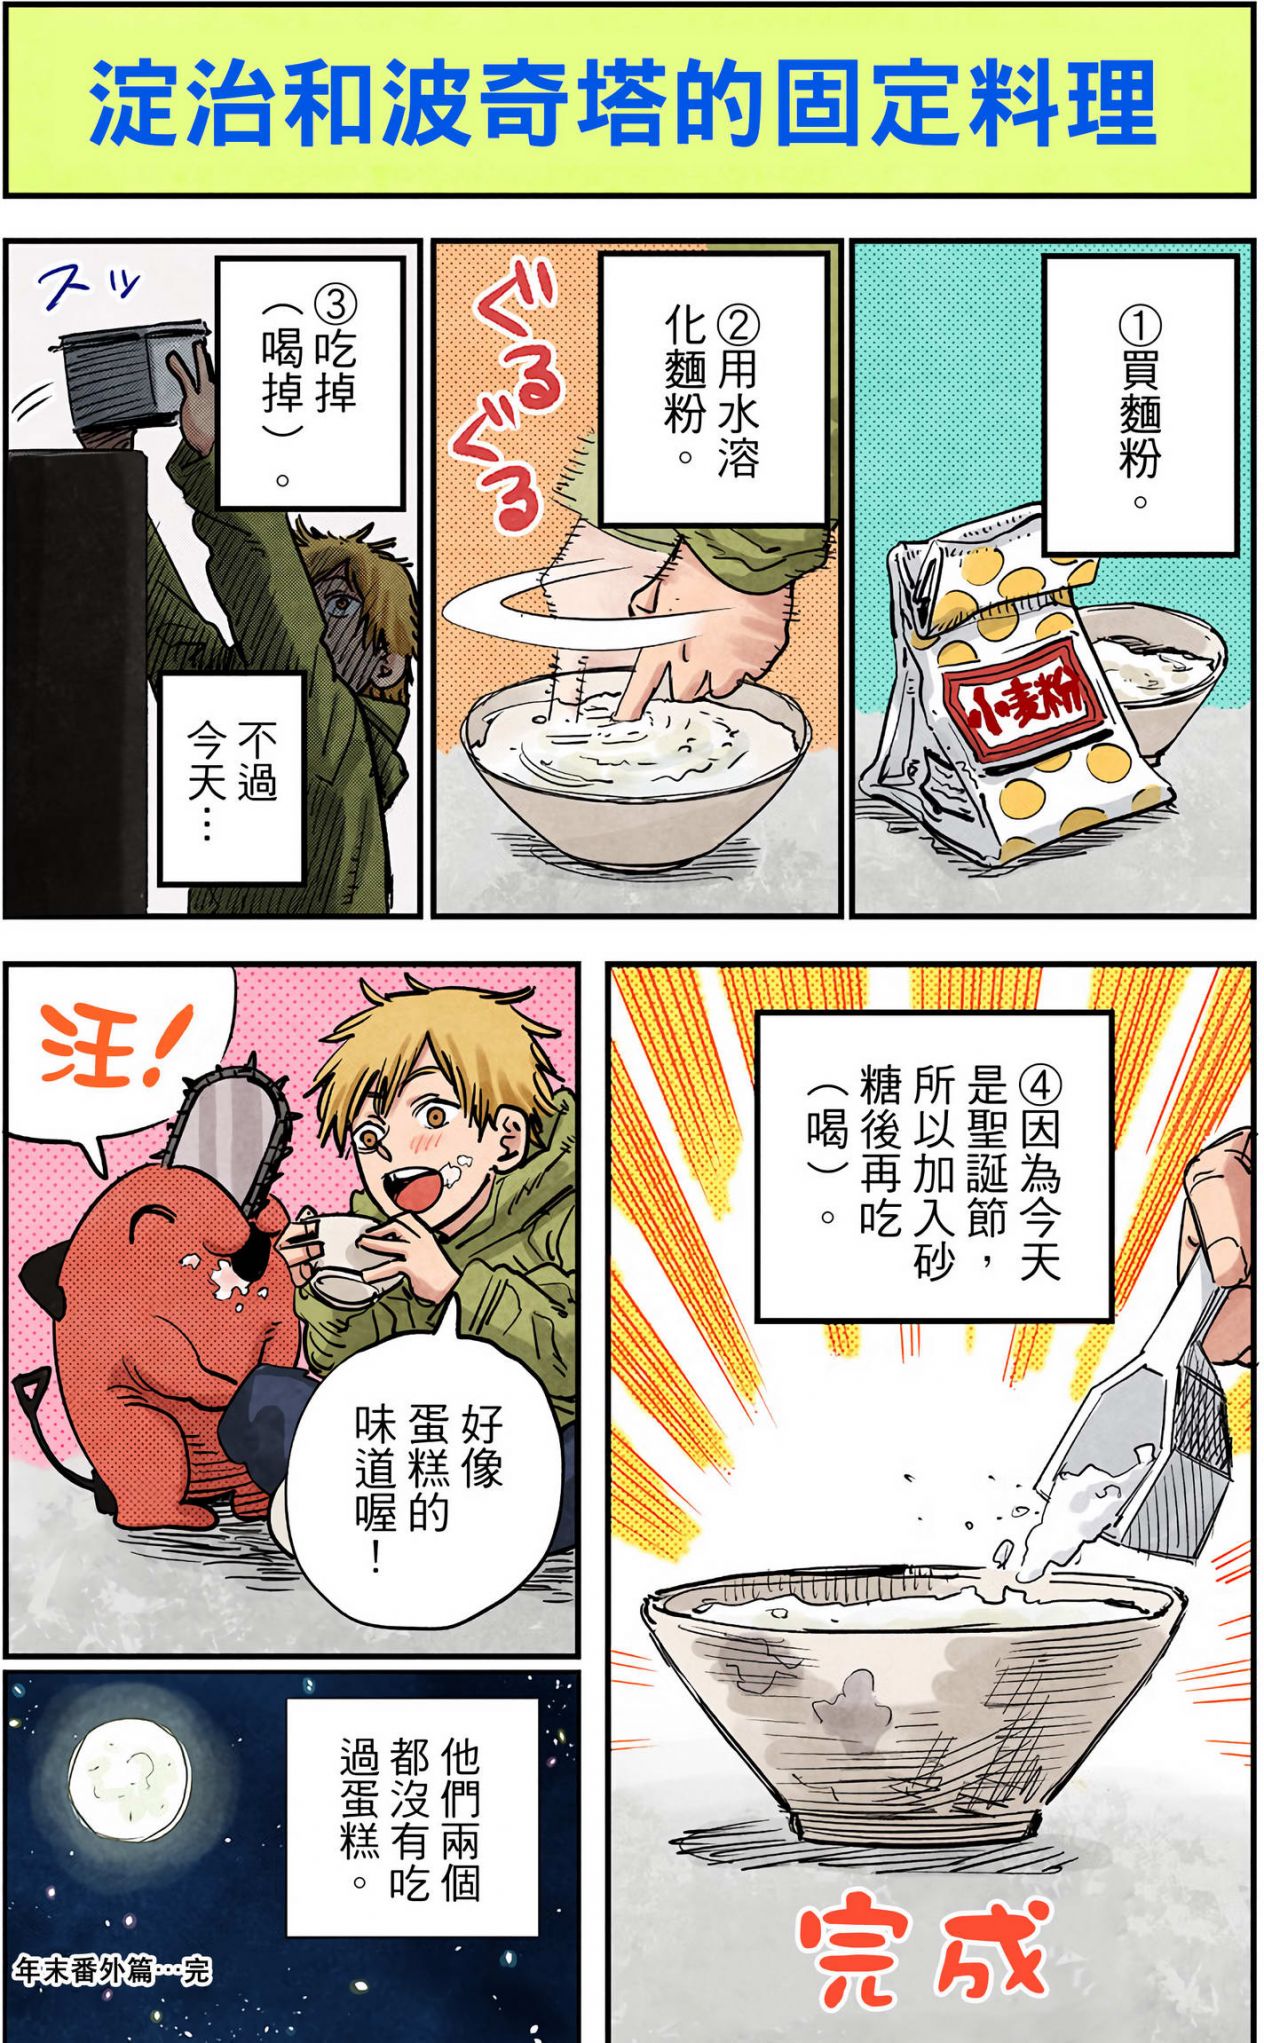 淀治和波奇塔的固定料理
①買麵粉。
小麦粉
②用水溶
化麵粉。
ぐる
ぐる
③吃掉
（喝掉）。
スッ
不過
今天…
④因為今天
是聖誕節，
所以加入砂
糖後再吃
（喝）。
完成
汪！
好像
蛋糕的
味道喔！
他們兩個
都沒有吃
過蛋糕。
年末番外篇…完